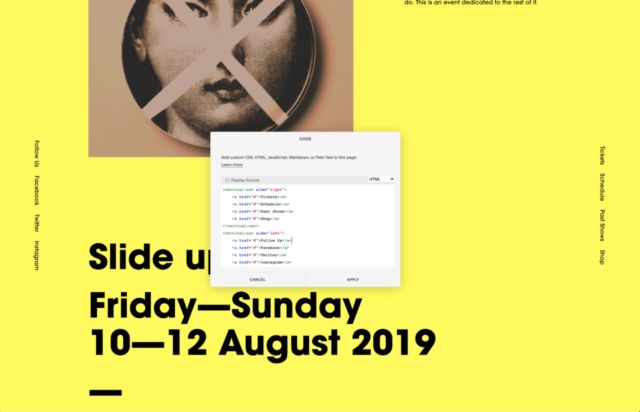 do. This is an event dedicated to the rest of it.
CODE
Add custom CSS, HTML, JavaScript, Markdown, or Plain Text to this page.
Learn more
Display Source
HTML
<vertical-nav side="right">
<a href="#">Tickets</a>
<a href="#">Schedule</a>
<a href="#">Past Shows</a>
<a href="#">Shop</a>
</vertical-nav>
<vertical-nav side="left">
<a href="#">Follow Us</a>
<a href="#">Facebook</a>
<a href="#">Twitter</a>
<a href="#">Instagram</a>
CANCEL
APPLY
Follow Us
Facebook
Twitter
Instagram
Tickets
Schedule
Past Shows
Shop
Slide
Friday—Sunday
10—12 August 2019